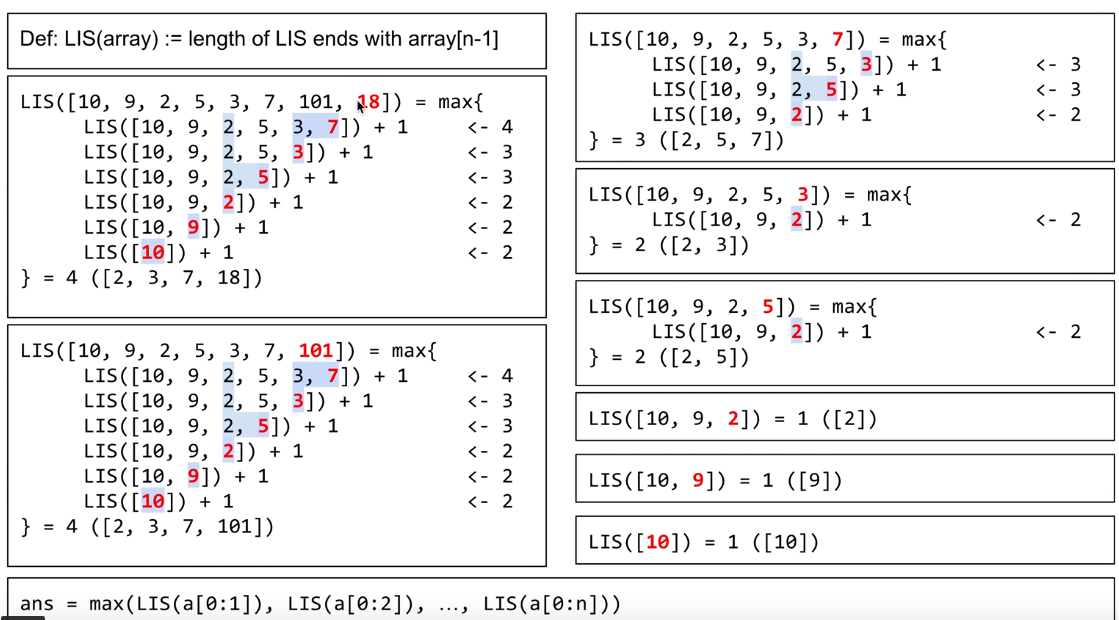 Def: LIS(array) := length of LIS ends with array[n-1]
LIS([10, 9, 2, 5, 3, 7, 101, 18]) = max{
LIS([10, 9, 2, 5, 3, 7]) + 1 <- 4
LIS([10, 9, 2, 5, 3]) + 1 <- 3
LIS([10, 9, 2, 5]) + 1 <- 3
LIS([10, 9, 2]) + 1 <- 2
LIS([10, 9]) + 1 <- 2
LIS([10]) + 1 <- 2
} = 4 ([2, 3, 7, 18])
LIS([10, 9, 2, 5, 3, 7, 101]) = max{
LIS([10, 9, 2, 5, 3, 7]) + 1 <- 4
LIS([10, 9, 2, 5, 3]) + 1 <- 3
LIS([10, 9, 2, 5]) + 1 <- 3
LIS([10, 9, 2]) + 1 <- 2
LIS([10, 9]) + 1 <- 2
LIS([10]) + 1 <- 2
} = 4 ([2, 3, 7, 101])
LIS([10, 9, 2, 5, 3, 7]) = max{
LIS([10, 9, 2, 5, 3]) + 1 <- 3
LIS([10, 9, 2, 5]) + 1 <- 3
LIS([10, 9, 2]) + 1 <- 2
} = 3 ([2, 5, 7])
LIS([10, 9, 2, 5, 3]) = max{
LIS([10, 9, 2]) + 1 <- 2
} = 2 ([2, 3])
LIS([10, 9, 2, 5]) = max{
LIS([10, 9, 2]) + 1 <- 2
} = 2 ([2, 5])
LIS([10, 9, 2]) = 1 ([2])
LIS([10, 9]) = 1 ([9])
LIS([10]) = 1 ([10])
ans = max(LIS(a[0:1]), LIS(a[0:2]), …, LIS(a[0:n]))